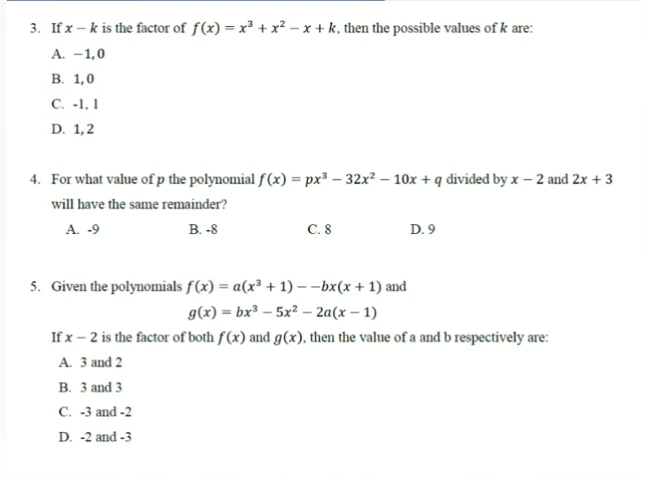 3. If x − k is the factor of f(x) = x³ + x² − x + k, then the possible values of k are:
A. −1,0
B. 1,0
C. -1, 1
D. 1,2
4. For what value of p the polynomial f(x) = px³ − 32x² − 10x + q divided by x − 2 and 2x + 3
will have the same remainder?
A. -9 B. -8 C. 8 D. 9
5. Given the polynomials f(x) = a(x³ + 1) − −bx(x + 1) and
g(x) = bx³ − 5x² − 2a(x − 1)
If x − 2 is the factor of both f(x) and g(x), then the value of a and b respectively are:
A. 3 and 2
B. 3 and 3
C. -3 and -2
D. -2 and -3